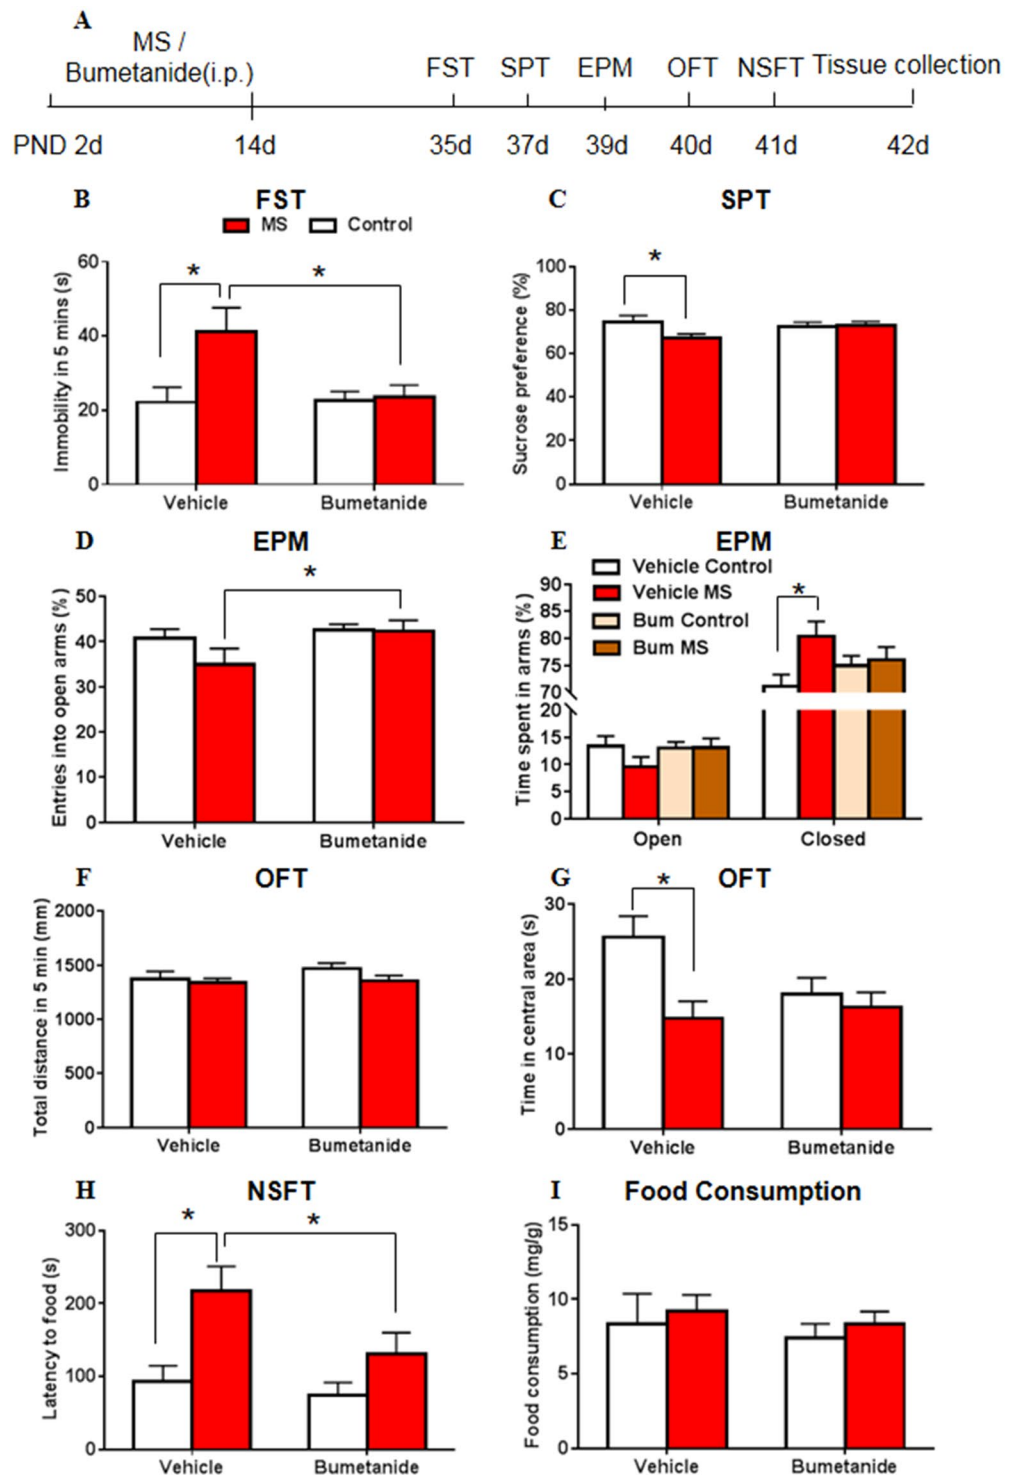 A
MS /
Bumetanide(i.p.)
FST SPT EPM OFT NSFT Tissue collection
PND 2d 14d 35d 37d 39d 40d 41d 42d
B FST
MS Control
Immobility in 5 mins (s)
60
40
20
0
* *
Vehicle Bumetanide
C SPT
Sucrose preference (%)
100
80
60
40
20
0
*
Vehicle Bumetanide
D EPM
Entries into open arms (%)
50
40
30
20
10
0
*
Vehicle Bumetanide
E EPM
Vehicle Control
Vehicle MS
Bum Control
Bum MS
Time spent in arms (%)
90
85
80
75
70
20
15
10
5
0
*
Open Closed
F OFT
Total distance in 5 min (mm)
2000
1500
1000
500
0
Vehicle Bumetanide
G OFT
Time in central area (s)
30
20
10
0
*
Vehicle Bumetanide
H NSFT
Latency to food (s)
300
200
100
0
* *
Vehicle Bumetanide
I Food Consumption
Food consumption (mg/g)
15
10
5
0
Vehicle Bumetanide